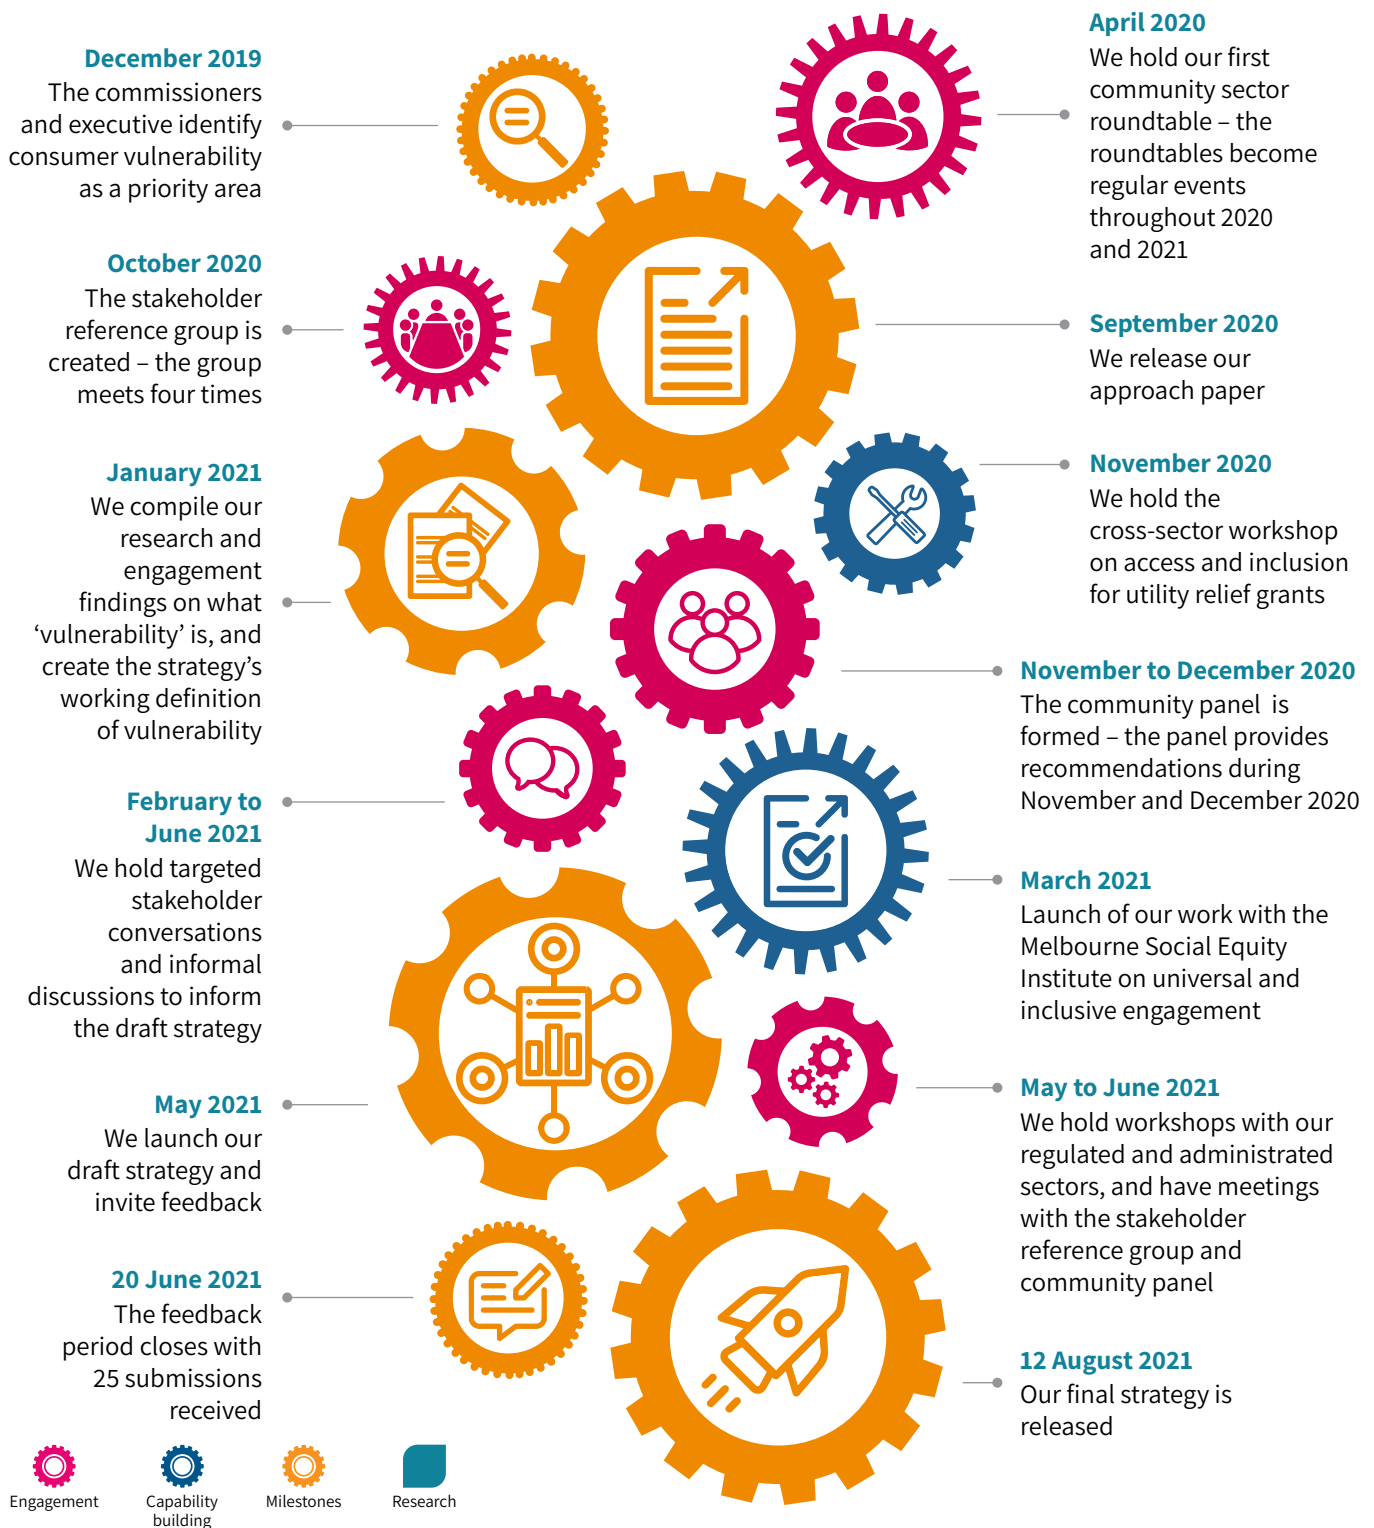 December 2019
The commissioners
and executive identify
consumer vulnerability
as a priority area
April 2020
We hold our first
community sector
roundtable – the
roundtables become
regular events
throughout 2020
and 2021
October 2020
The stakeholder
reference group is
created – the group
meets four times
September 2020
We release our
approach paper
January 2021
We compile our
research and
engagement
findings on what
‘vulnerability’ is, and
create the strategy’s
working definition
of vulnerability
November 2020
We hold the
cross-sector workshop
on access and inclusion
for utility relief grants
November to December 2020
The community panel is
formed – the panel provides
recommendations during
November and December 2020
February to
June 2021
We hold targeted
stakeholder
conversations
and informal
discussions to inform
the draft strategy
March 2021
Launch of our work with the
Melbourne Social Equity
Institute on universal and
inclusive engagement
May 2021
We launch our
draft strategy and
invite feedback
May to June 2021
We hold workshops with our
regulated and administrated
sectors, and have meetings
with the stakeholder
reference group and
community panel
20 June 2021
The feedback
period closes with
25 submissions
received
12 August 2021
Our final strategy is
released
Engagement
Capability
building
Milestones
Research